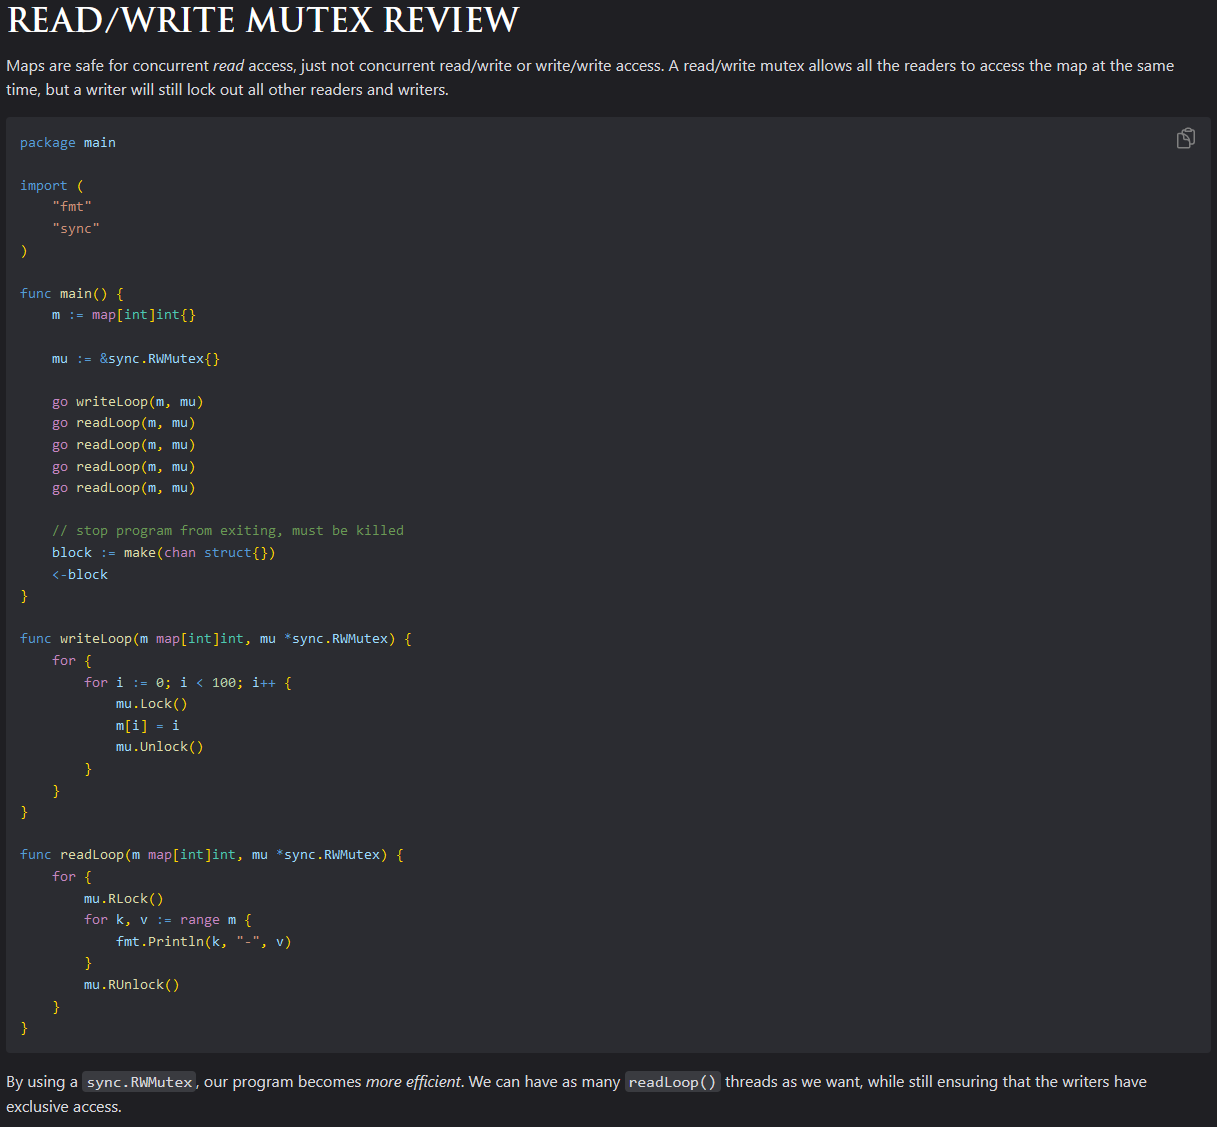 READ/WRITE MUTEX REVIEW
Maps are safe for concurrent read access, just not concurrent read/write or write/write access. A read/write mutex allows all the readers to access the map at the same
time, but a writer will still lock out all other readers and writers.
package main
import (
    "fmt"
    "sync"
)
func main() {
    m := map[int]int{}
    mu := &sync.RWMutex{}
    go writeLoop(m, mu)
    go readLoop(m, mu)
    go readLoop(m, mu)
    go readLoop(m, mu)
    go readLoop(m, mu)
    // stop program from exiting, must be killed
    block := make(chan struct{})
    <-block
}
func writeLoop(m map[int]int, mu *sync.RWMutex) {
    for {
        for i := 0; i < 100; i++ {
            mu.Lock()
            m[i] = i
            mu.Unlock()
        }
    }
}
func readLoop(m map[int]int, mu *sync.RWMutex) {
    for {
        mu.RLock()
        for k, v := range m {
            fmt.Println(k, "-", v)
        }
        mu.RUnlock()
    }
}
By using a sync.RWMutex, our program becomes more efficient. We can have as many readLoop() threads as we want, while still ensuring that the writers have
exclusive access.